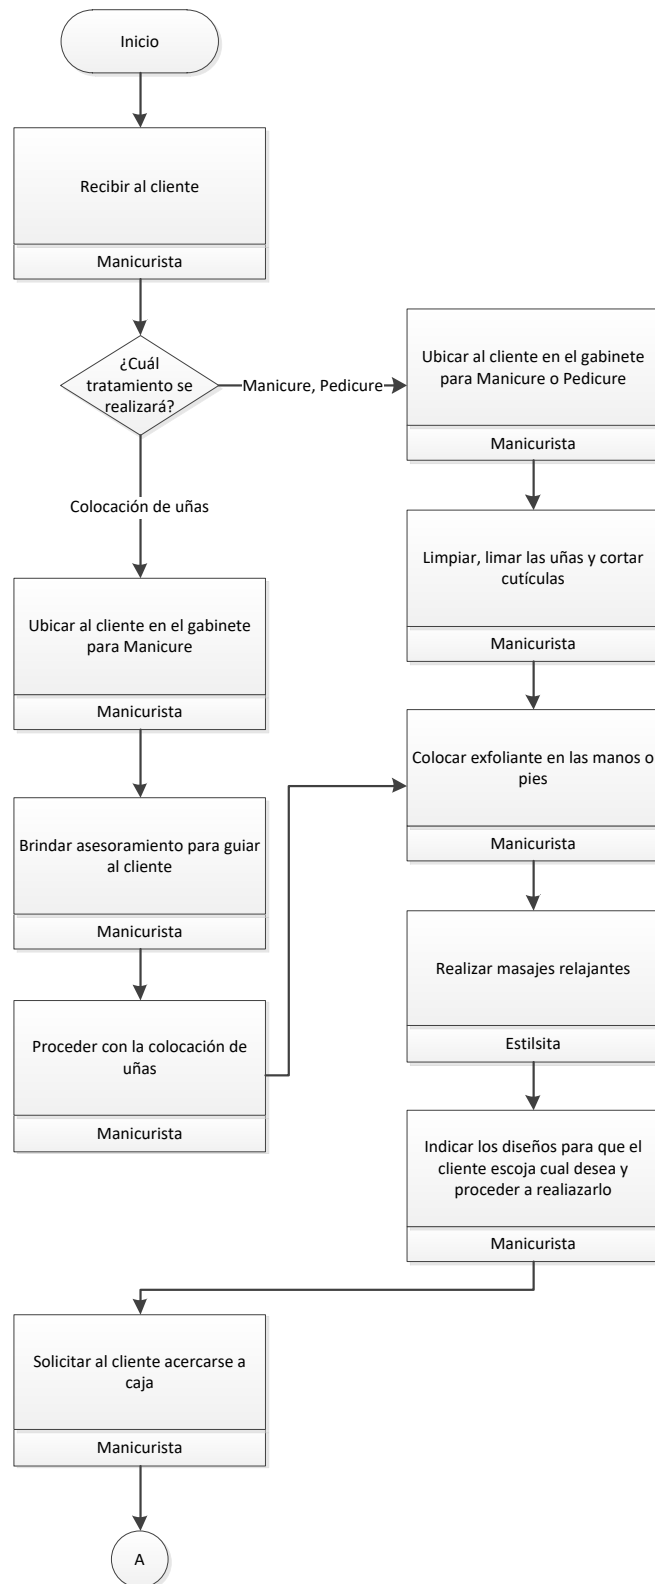 Inicio
Recibir al cliente
Manicurista
¿Cuál
tratamiento se
realizará?
Manicure, Pedicure
Ubicar al cliente en el gabinete
para Manicure o Pedicure
Manicurista
Limpiar, limar las uñas y cortar
cutículas
Manicurista
Colocación de uñas
Ubicar al cliente en el gabinete
para Manicure
Manicurista
Brindar asesoramiento para guiar
al cliente
Manicurista
Proceder con la colocación de
uñas
Manicurista
Colocar exfoliante en las manos o
pies
Manicurista
Realizar masajes relajantes
Estilsita
Indicar los diseños para que el
cliente escoja cual desea y
proceder a realiazarlo
Manicurista
Solicitar al cliente acercarse a
caja
Manicurista
A